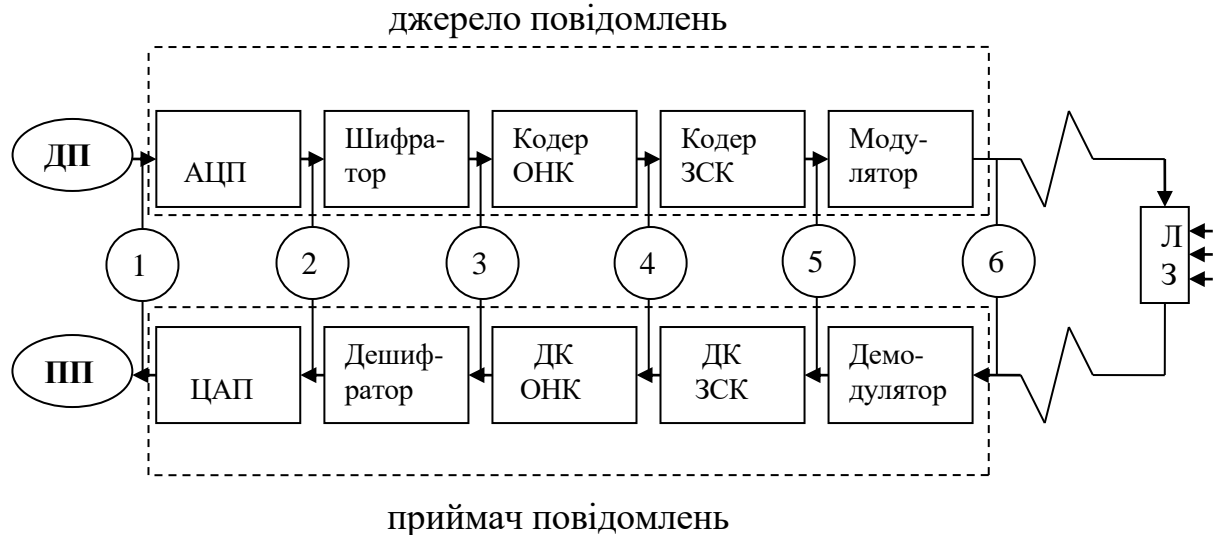 джерело повідомлень
ДП
АЦП
Шифра-
тор
Кодер
ОНК
Кодер
ЗСК
Моду-
лятор
Л
З
1
2
3
4
5
6
ПП
ЦАП
Дешиф-
ратор
ДК
ОНК
ДК
ЗСК
Демо-
дулятор
приймач повідомлень